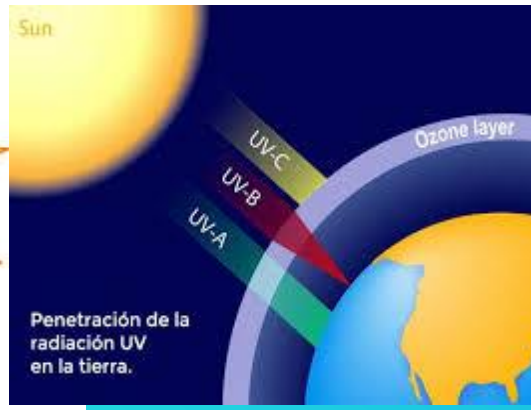 Sun
Ozone layer
UV-C
UV-B
UV-A
Penetración de la
radiación UV
en la tierra.